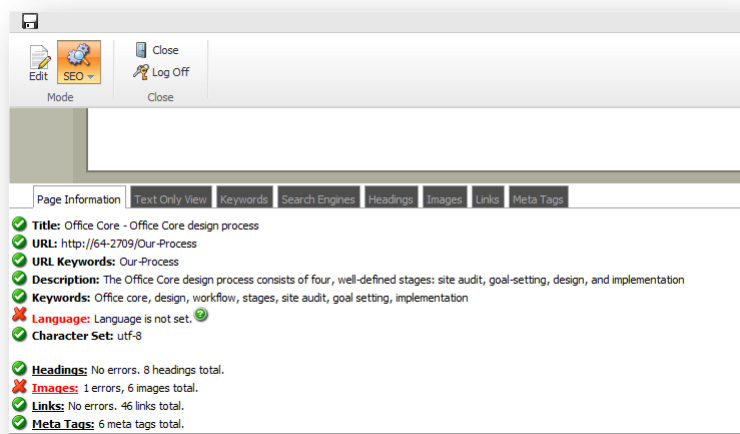 Close
Edit SEO Log Off
Mode Close
Page Information Text Only View Keywords Search Engines Headings Images Links Meta Tags
Title: Office Core - Office Core design process
URL: http://64-2709/Our-Process
URL Keywords: Our-Process
Description: The Office Core design process consists of four, well-defined stages: site audit, goal-setting, design, and implementation
Keywords: Office core, design, workflow, stages, site audit, goal setting, implementation
Language: Language is not set.
Character Set: utf-8
Headings: No errors. 8 headings total.
Images: 1 errors, 6 images total.
Links: No errors. 46 links total.
Meta Tags: 6 meta tags total.